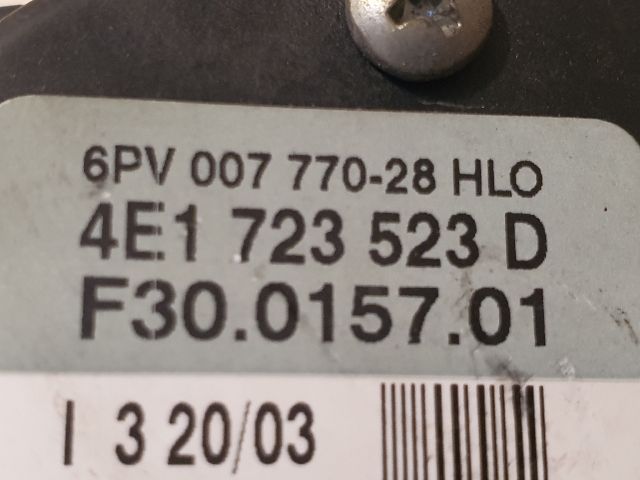 6PV 007 770-28 HLO
4E1 723 523 D
F30.0157.01
I 3 20/03